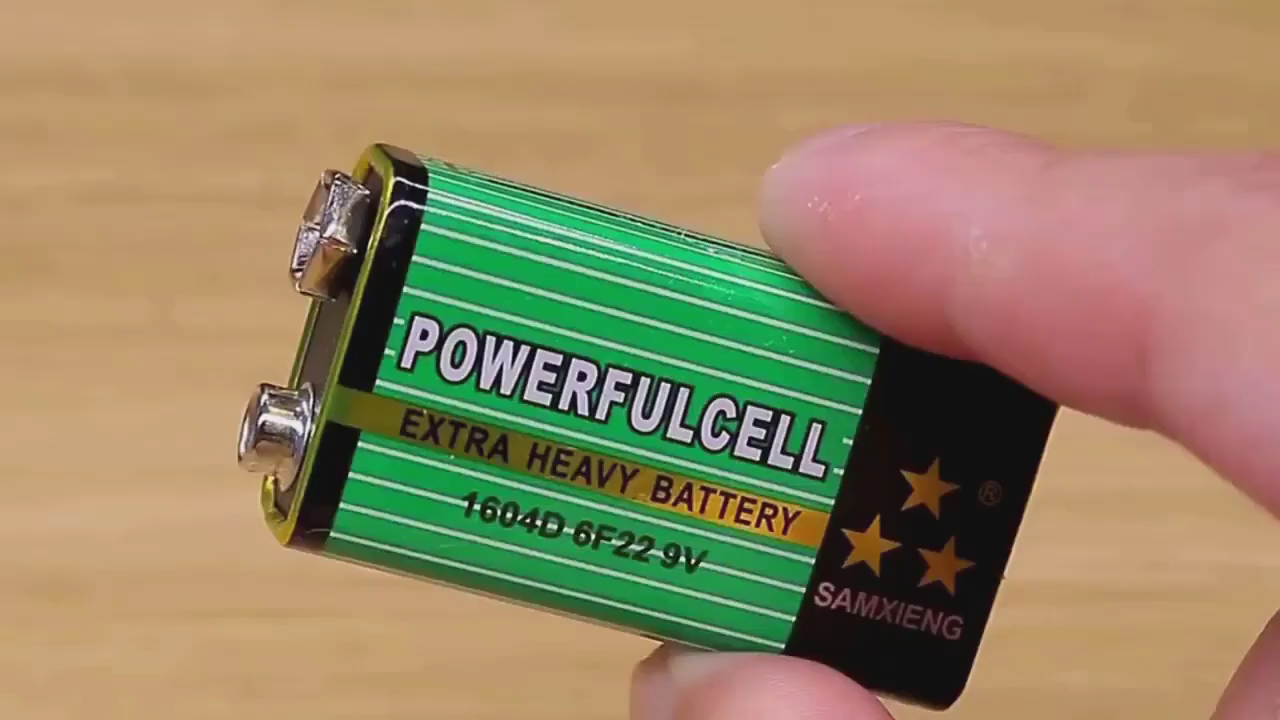 POWERFULCELL
EXTRA HEAVY BATTERY
1604D 6F22 9V
®
SAMXIENG